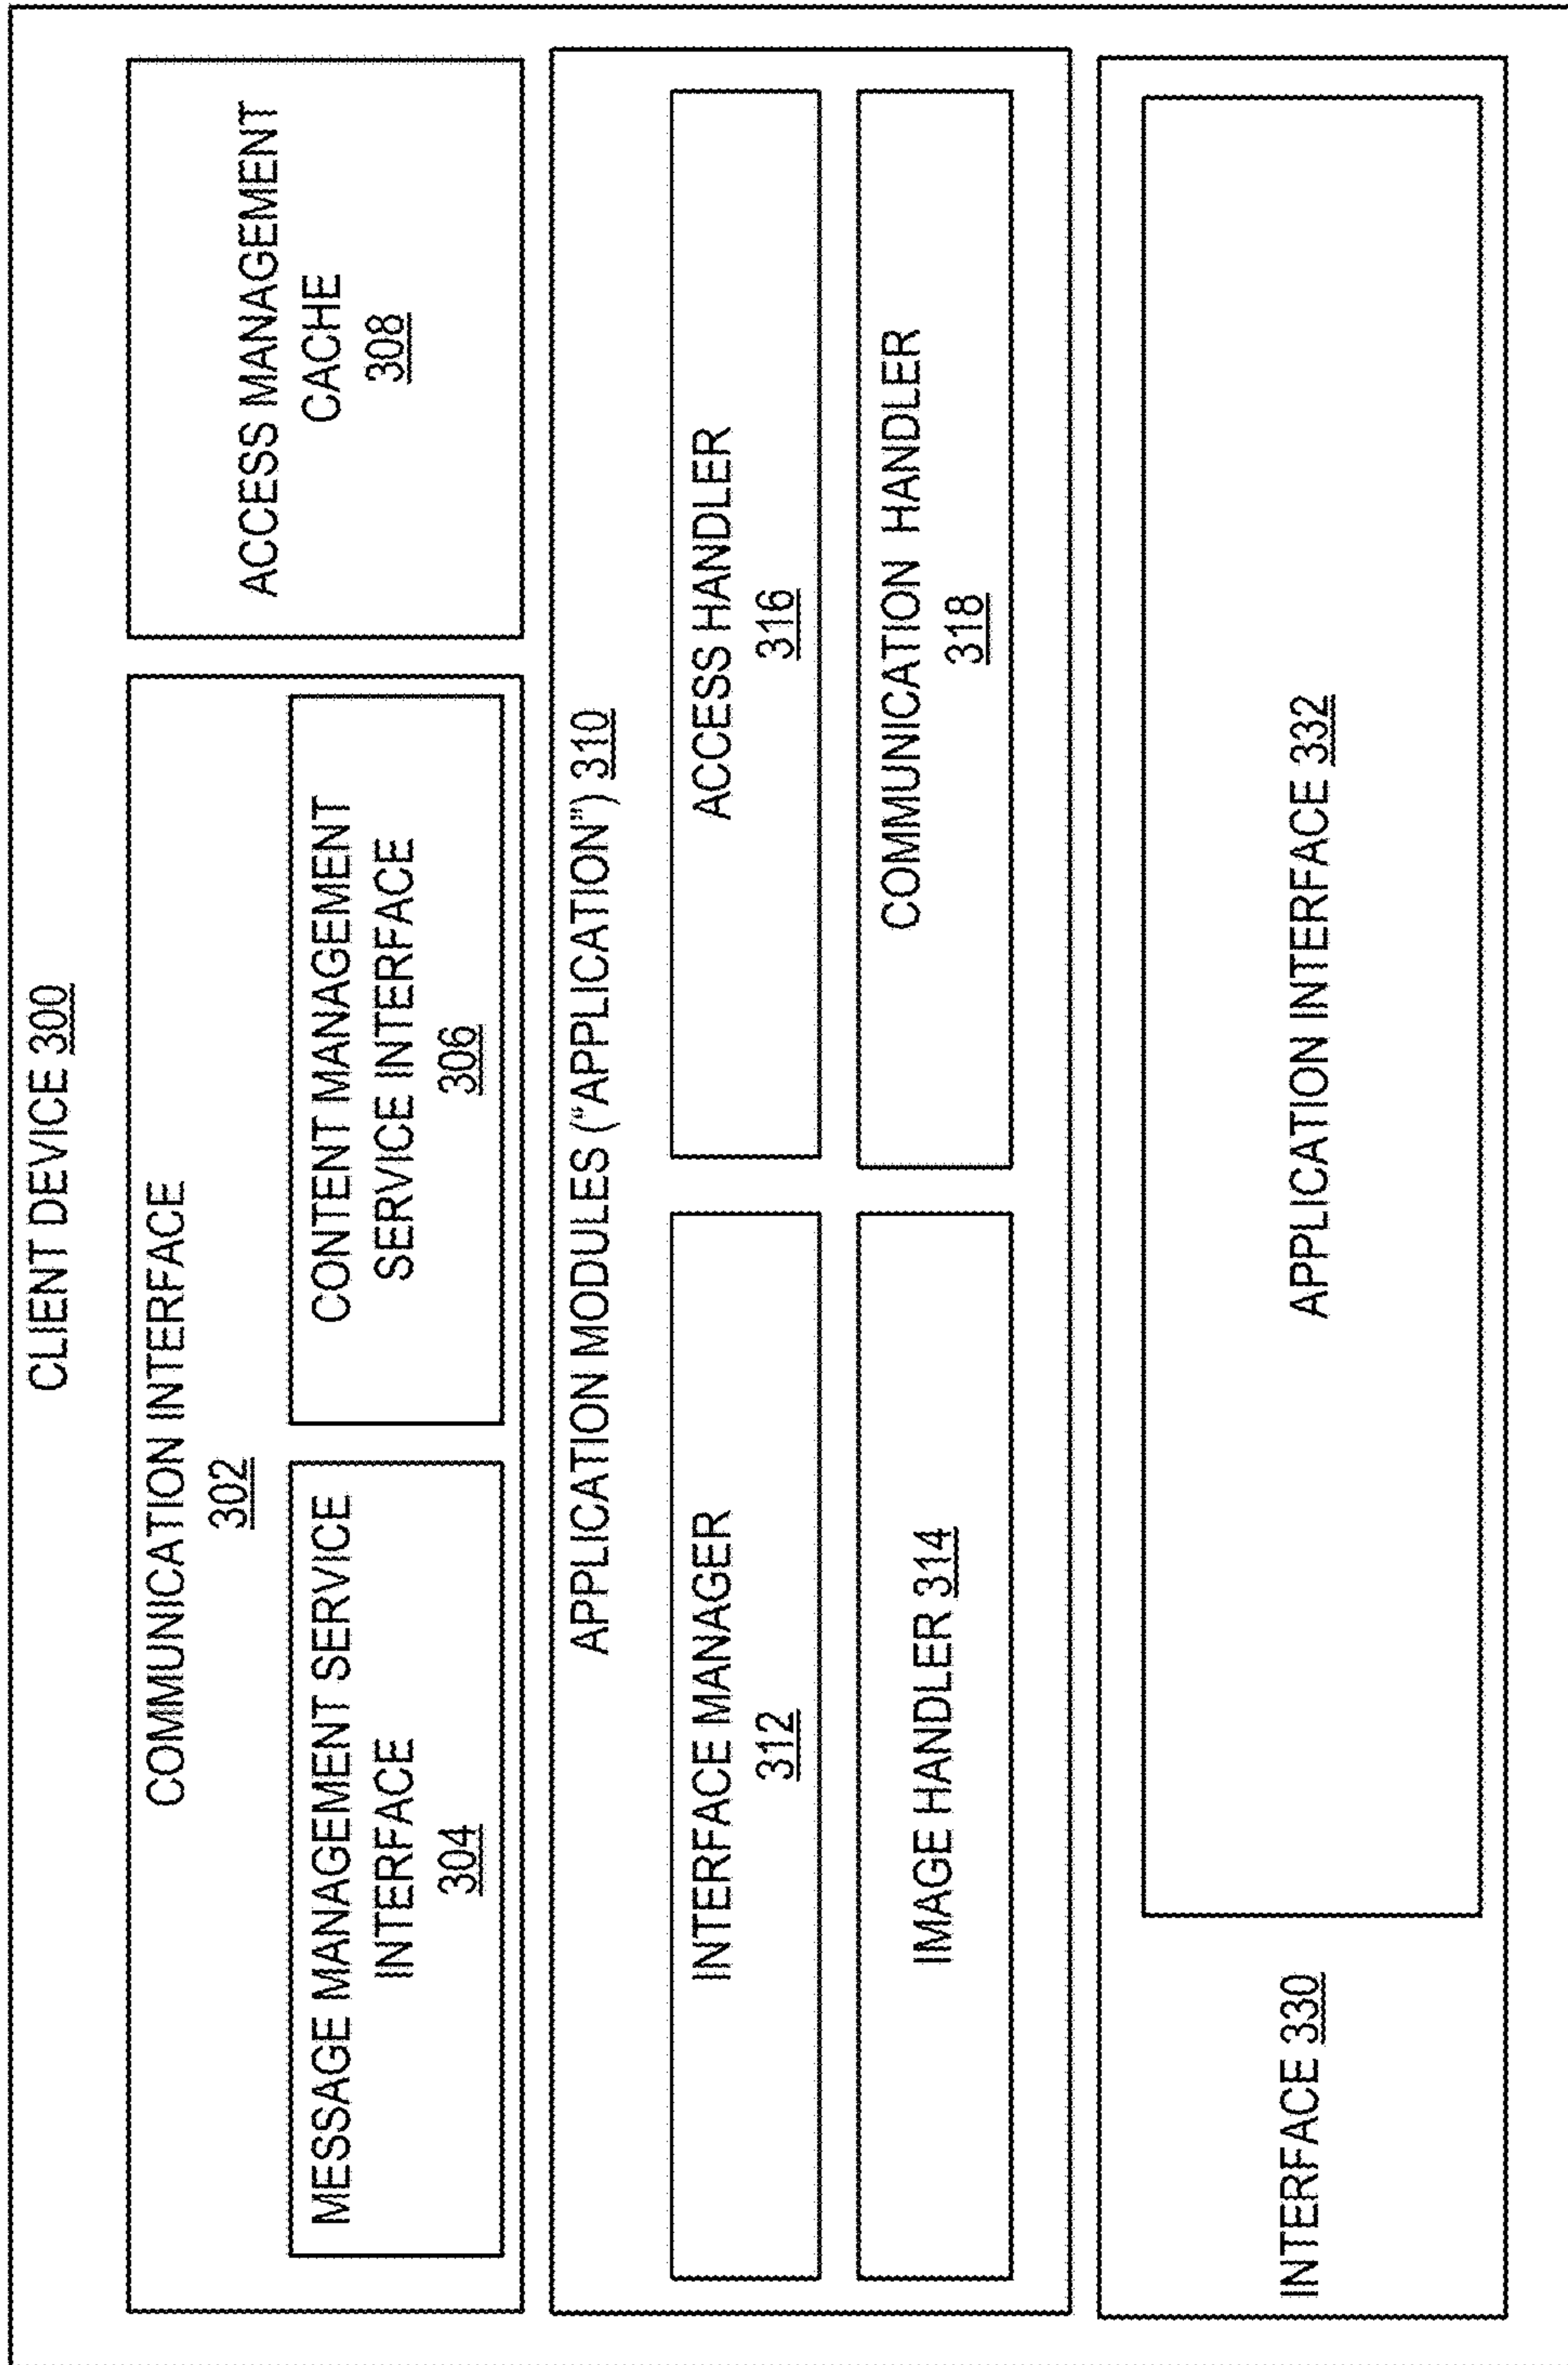 CLIENT DEVICE 300
COMMUNICATION INTERFACE
302
MESSAGE MANAGEMENT SERVICE
INTERFACE
304
CONTENT MANAGEMENT
SERVICE INTERFACE
306
ACCESS MANAGEMENT
CACHE
308
APPLICATION MODULES (“APPLICATION”) 310
INTERFACE MANAGER
312
ACCESS HANDLER
316
IMAGE HANDLER 314
COMMUNICATION HANDLER
318
INTERFACE 330
APPLICATION INTERFACE 332